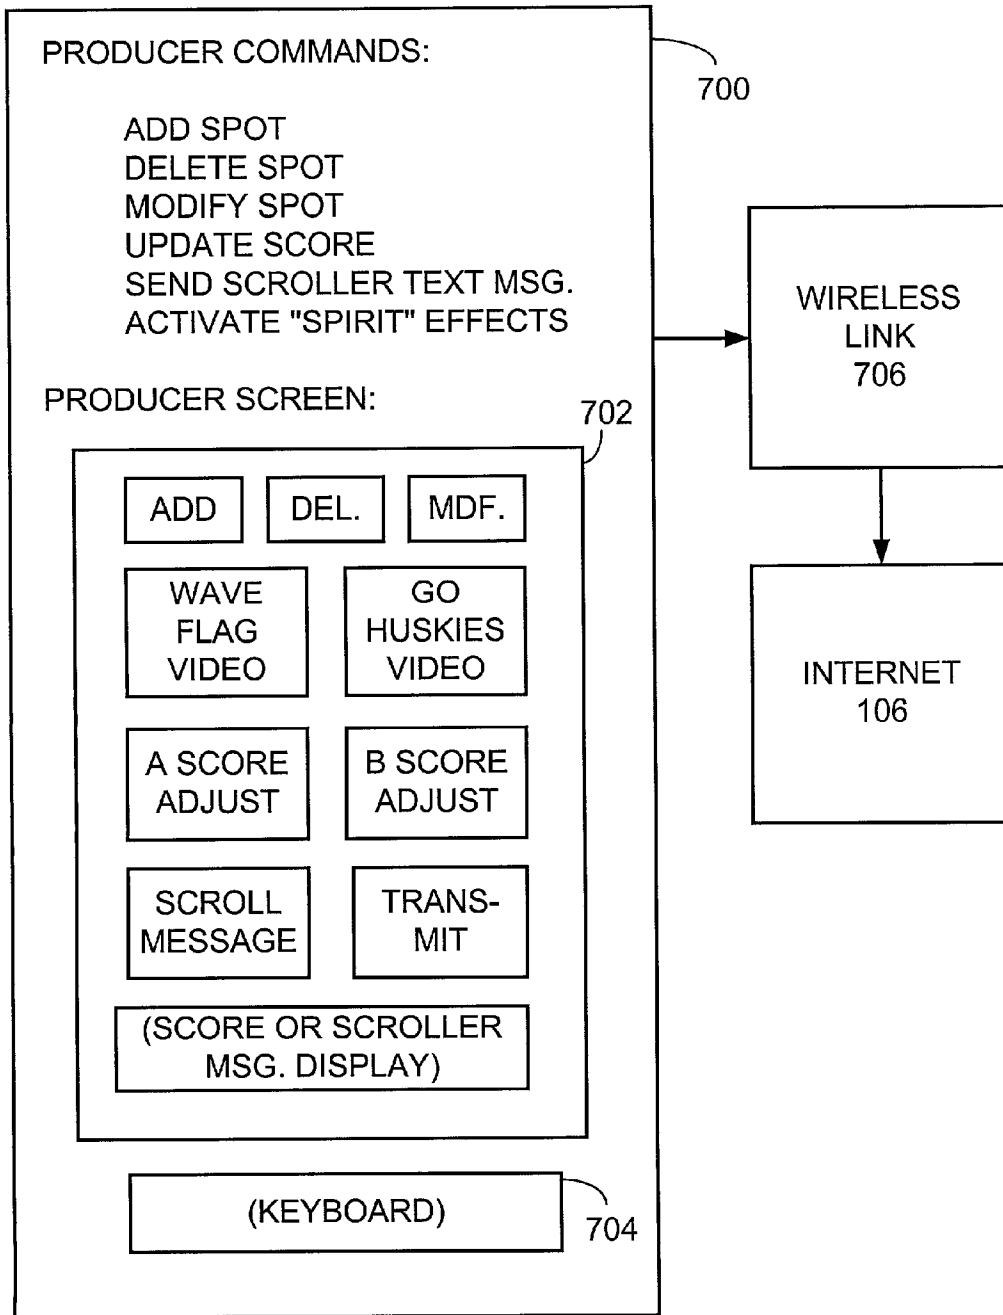 PRODUCER COMMANDS:
700
ADD SPOT
DELETE SPOT
MODIFY SPOT
UPDATE SCORE
SEND SCROLLER TEXT MSG.
ACTIVATE "SPIRIT" EFFECTS
PRODUCER SCREEN:
702
ADD
DEL.
MDF.
WAVE
FLAG
VIDEO
GO
HUSKIES
VIDEO
A SCORE
ADJUST
B SCORE
ADJUST
SCROLL
MESSAGE
TRANS-
MIT
(SCORE OR SCROLLER
MSG. DISPLAY)
(KEYBOARD)
704
WIRELESS
LINK
706
INTERNET
106